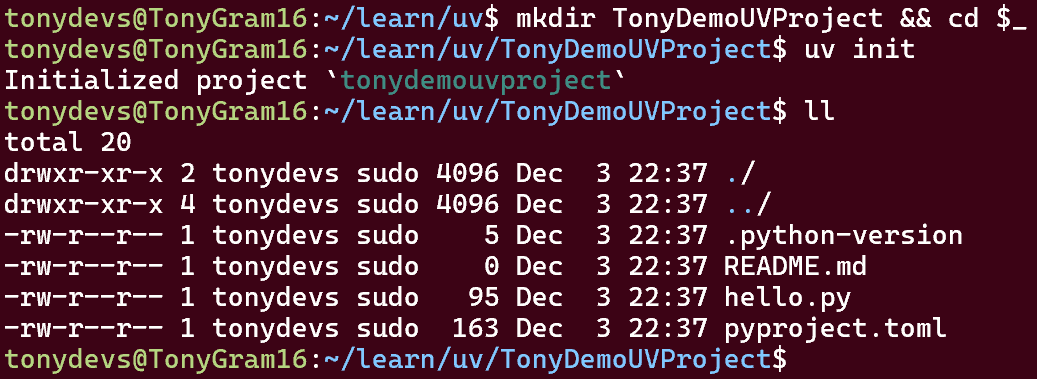 tonydevs@TonyGram16:~/learn/uv$ mkdir TonyDemoUVProject && cd $_
tonydevs@TonyGram16:~/learn/uv/TonyDemoUVProject$ uv init
Initialized project `tonydemouvproject`
tonydevs@TonyGram16:~/learn/uv/TonyDemoUVProject$ ll
total 20
drwxr-xr-x 2 tonydevs sudo 4096 Dec  3 22:37 ./
drwxr-xr-x 4 tonydevs sudo 4096 Dec  3 22:37 ../
-rw-r--r-- 1 tonydevs sudo    5 Dec  3 22:37 .python-version
-rw-r--r-- 1 tonydevs sudo    0 Dec  3 22:37 README.md
-rw-r--r-- 1 tonydevs sudo   95 Dec  3 22:37 hello.py
-rw-r--r-- 1 tonydevs sudo  163 Dec  3 22:37 pyproject.toml
tonydevs@TonyGram16:~/learn/uv/TonyDemoUVProject$